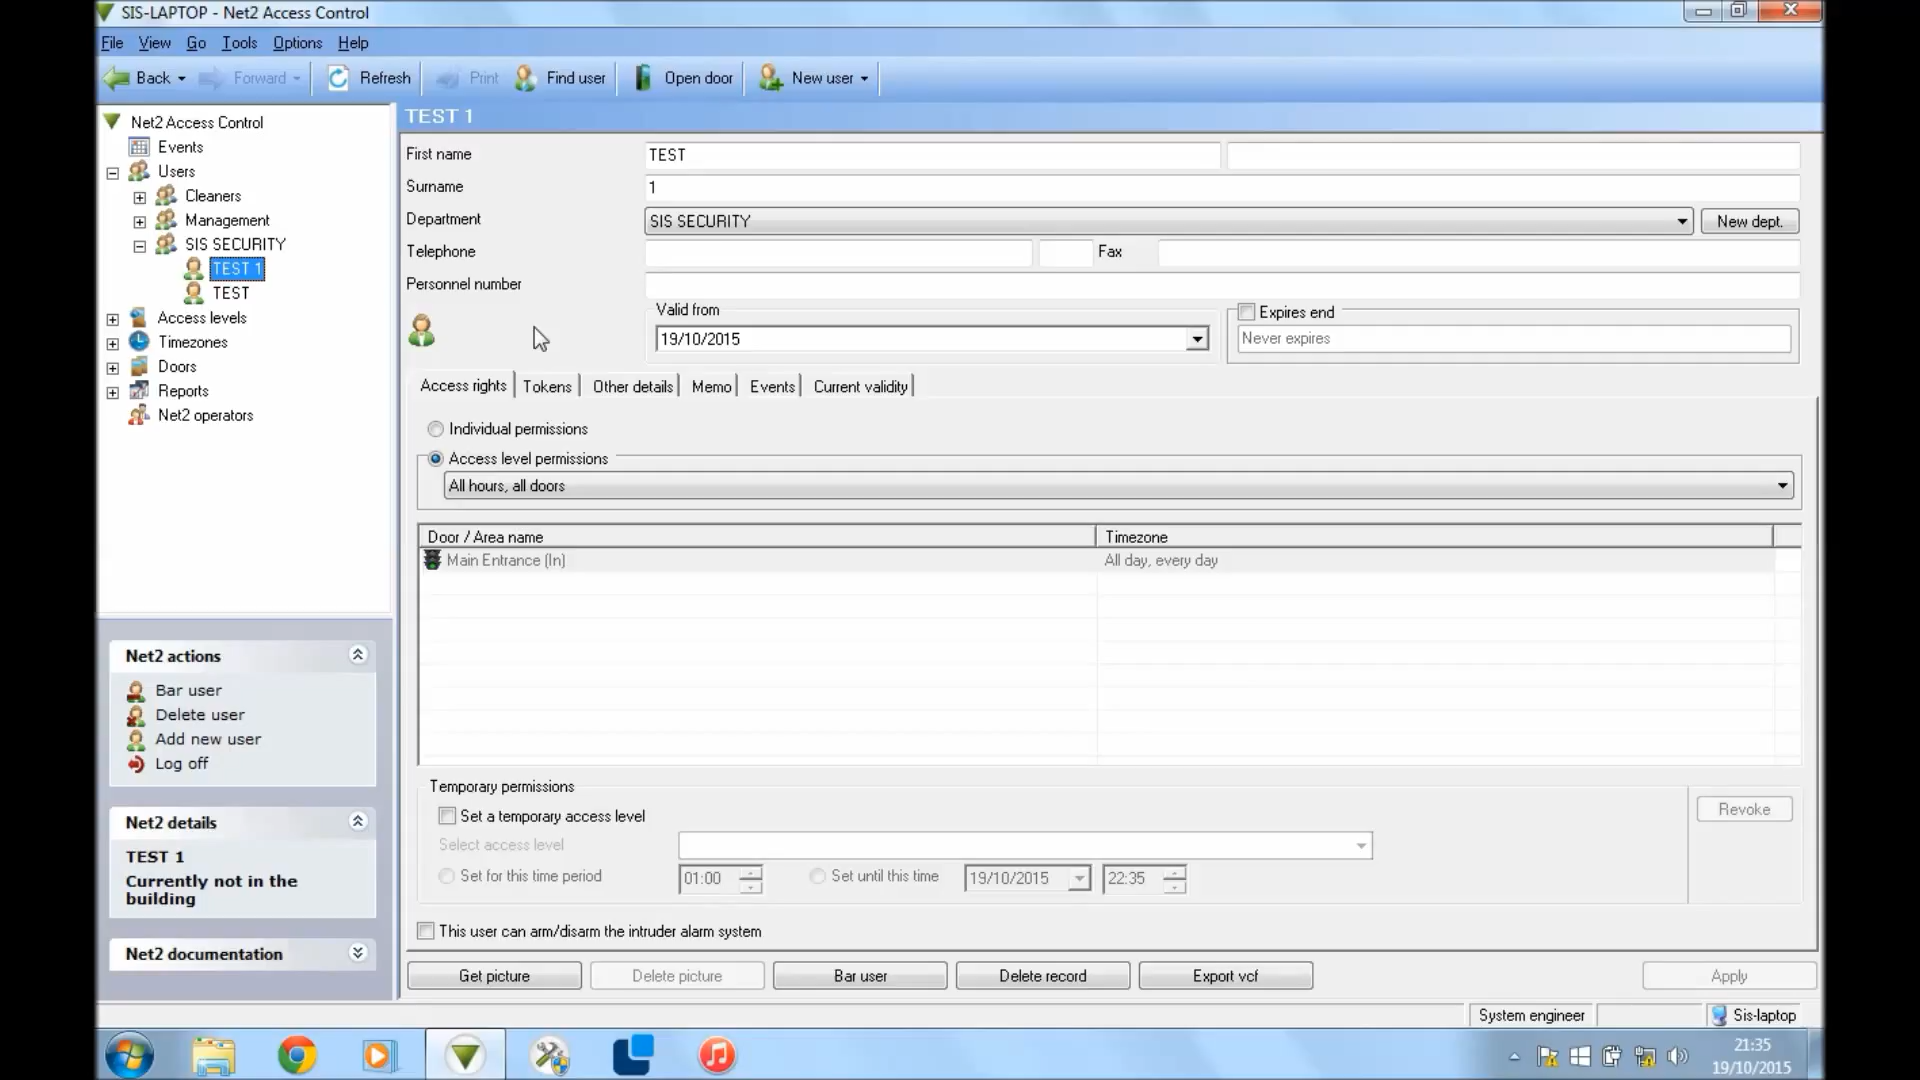 SIS-LAPTOP - Net2 Access Control
File View Go Tools Options Help
Back Forward Refresh Print Find user Open door New user
Net2 Access Control
Events
Users
Cleaners
Management
SIS SECURITY
TEST 1
TEST
Access levels
Timezones
Doors
Reports
Net2 operators
Net2 actions
Bar user
Delete user
Add new user
Log off
Net2 details
TEST 1
Currently not in the
building
Net2 documentation
TEST 1
First name TEST
Surname 1
Department SIS SECURITY New dept.
Telephone Fax
Personnel number
Valid from Expires end
19/10/2015 Never expires
Access rights Tokens Other details Memo Events Current validity
Individual permissions
Access level permissions
All hours, all doors
Door / Area name Timezone
Main Entrance (In) All day, every day
Temporary permissions
Set a temporary access level Revoke
Select access level
Set for this time period 01:00 Set until this time 19/10/2015 22:35
This user can arm/disarm the intruder alarm system
Get picture Delete picture Bar user Delete record Export vcf Apply
System engineer Sis-laptop
21:35
19/10/2015